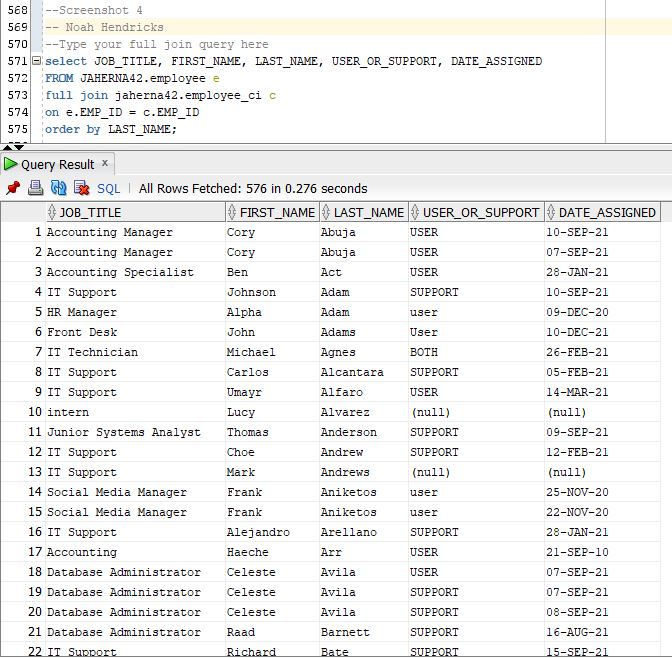 568 --Screenshot 4
569 -- Noah Hendricks
570 --Type your full join query here
571 select JOB_TITLE, FIRST_NAME, LAST_NAME, USER_OR_SUPPORT, DATE_ASSIGNED
572 FROM JAHERNA42.employee e
573 full join jaherna42.employee_ci c
574 on e.EMP_ID = c.EMP_ID
575 order by LAST_NAME;
Query Result x
SQL | All Rows Fetched: 576 in 0.276 seconds
JOB_TITLE FIRST_NAME LAST_NAME USER_OR_SUPPORT DATE_ASSIGNED
1 Accounting Manager Cory Abuja USER 10-SEP-21
2 Accounting Manager Cory Abuja USER 07-SEP-21
3 Accounting Specialist Ben Act USER 28-JAN-21
4 IT Support Johnson Adam SUPPORT 10-SEP-21
5 HR Manager Alpha Adam user 09-DEC-20
6 Front Desk John Adams User 10-DEC-21
7 IT Technician Michael Agnes BOTH 26-FEB-21
8 IT Support Carlos Alcantara SUPPORT 05-FEB-21
9 IT Support Umayr Alfaro USER 14-MAR-21
10 intern Lucy Alvarez (null) (null)
11 Junior Systems Analyst Thomas Anderson SUPPORT 09-SEP-21
12 IT Support Choe Andrew SUPPORT 12-FEB-21
13 IT Support Mark Andrews (null) (null)
14 Social Media Manager Frank Aniketos user 25-NOV-20
15 Social Media Manager Frank Aniketos user 22-NOV-20
16 IT Support Alejandro Arellano SUPPORT 28-JAN-21
17 Accounting Haeche Arr USER 21-SEP-10
18 Database Administrator Celeste Avila USER 07-SEP-21
19 Database Administrator Celeste Avila SUPPORT 07-SEP-21
20 Database Administrator Celeste Avila SUPPORT 08-SEP-21
21 Database Administrator Raad Barnett SUPPORT 16-AUG-21
22 IT Support Richard Bate SUPPORT 15-SEP-21